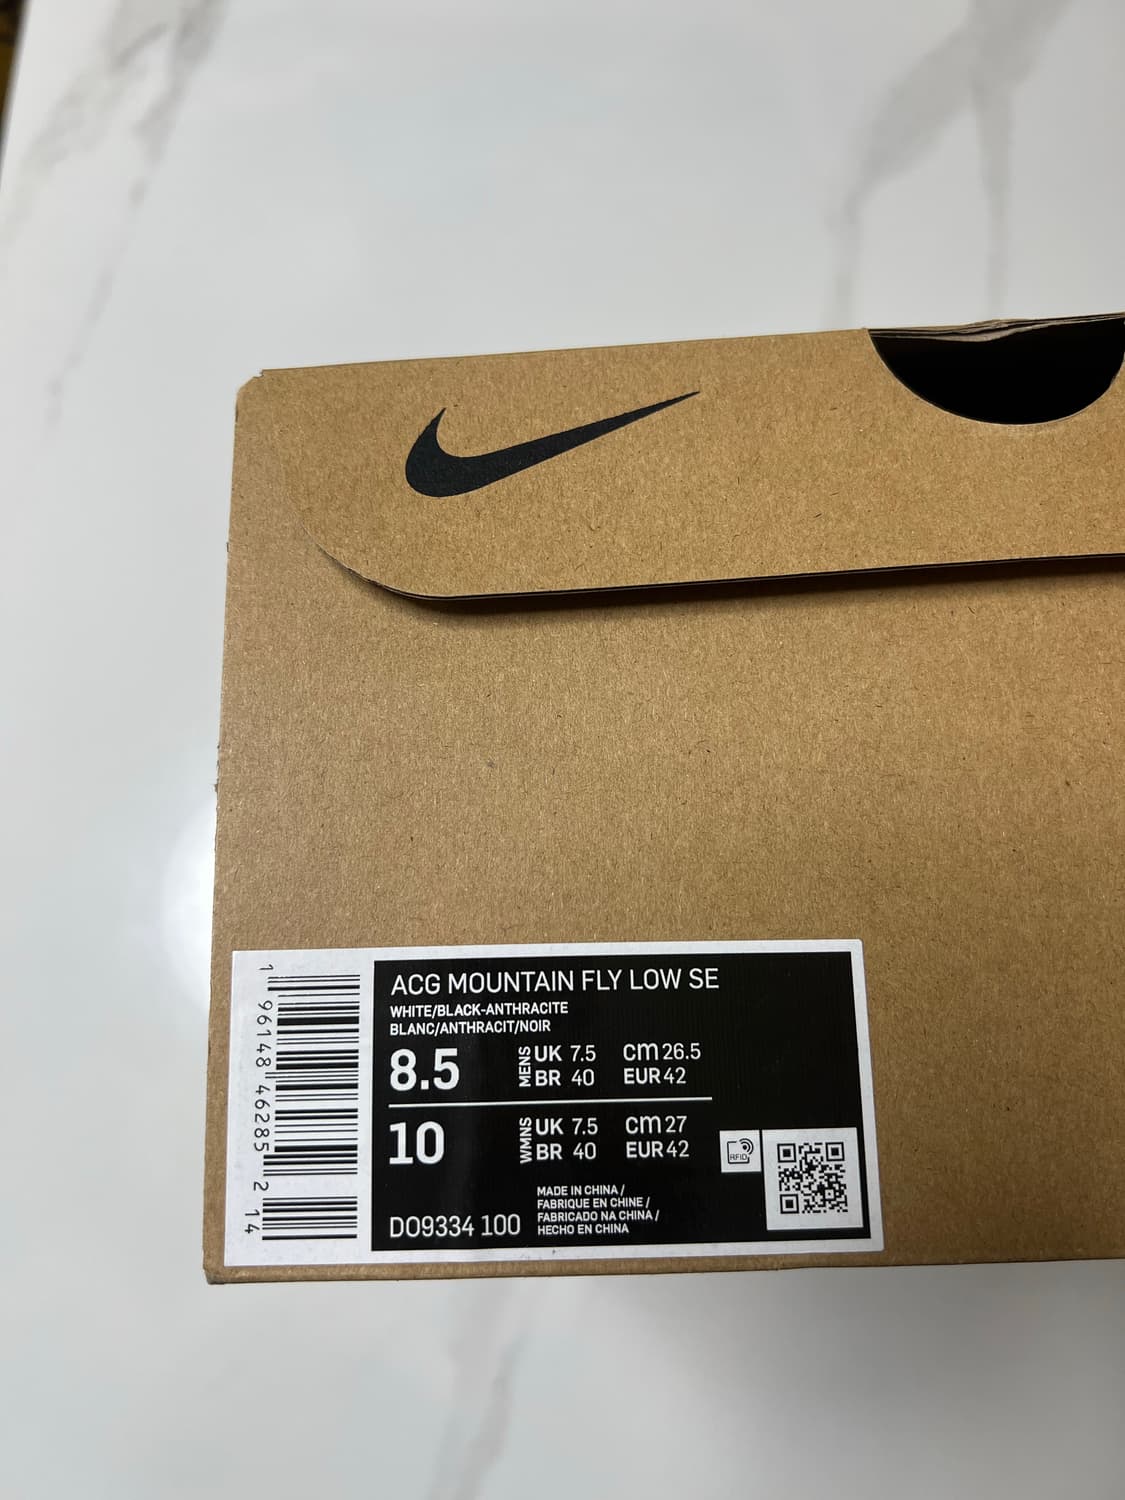 ACG MOUNTAIN FLY LOW SE
WHITE/BLACK-ANTHRACITE
BLANC/ANTHRACIT/NOIR
8.5 MENS UK 7.5 cm 26.5
BR 40 EUR 42
10 WMNS UK 7.5 cm 27
BR 40 EUR 42
RFID
MADE IN CHINA /
FABRIQUE EN CHINE /
FABRICADO NA CHINA /
HECHO EN CHINA
DO9334 100
1 96148 46285 2 14